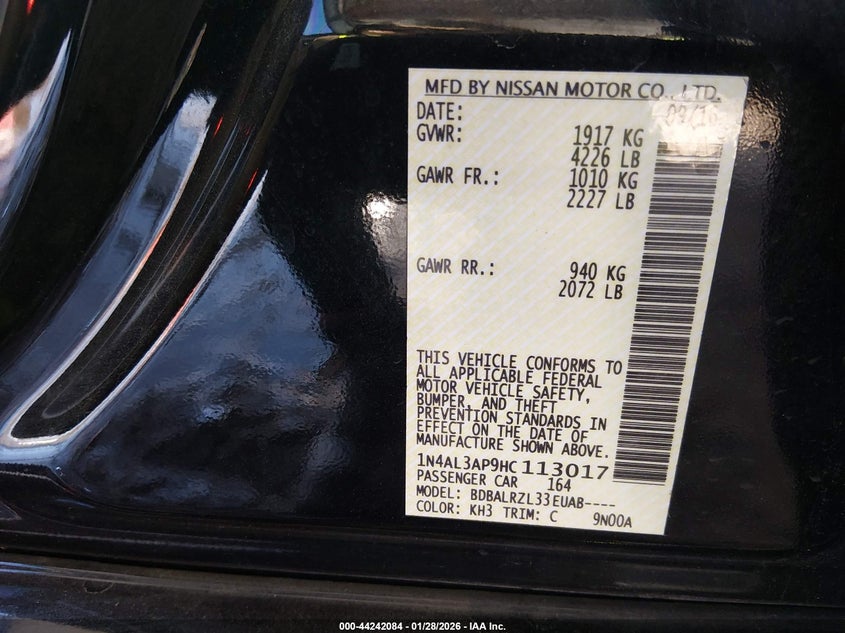 MFD BY NISSAN MOTOR CO., LTD.
DATE: 09/16
GVWR: 1917 KG
4226 LB
GAWR FR.: 1010 KG
2227 LB
GAWR RR.: 940 KG
2072 LB
THIS VEHICLE CONFORMS TO
ALL APPLICABLE FEDERAL
MOTOR VEHICLE SAFETY,
BUMPER, AND THEFT
PREVENTION STANDARDS IN
EFFECT ON THE DATE OF
MANUFACTURE SHOWN ABOVE.
1N4AL3AP9HC113017
PASSENGER CAR 164
MODEL: BDBALRZL33EUAB----
COLOR: KH3 TRIM: C 9N00A
000-44242084 | 01/28/2026 - IAA Inc.